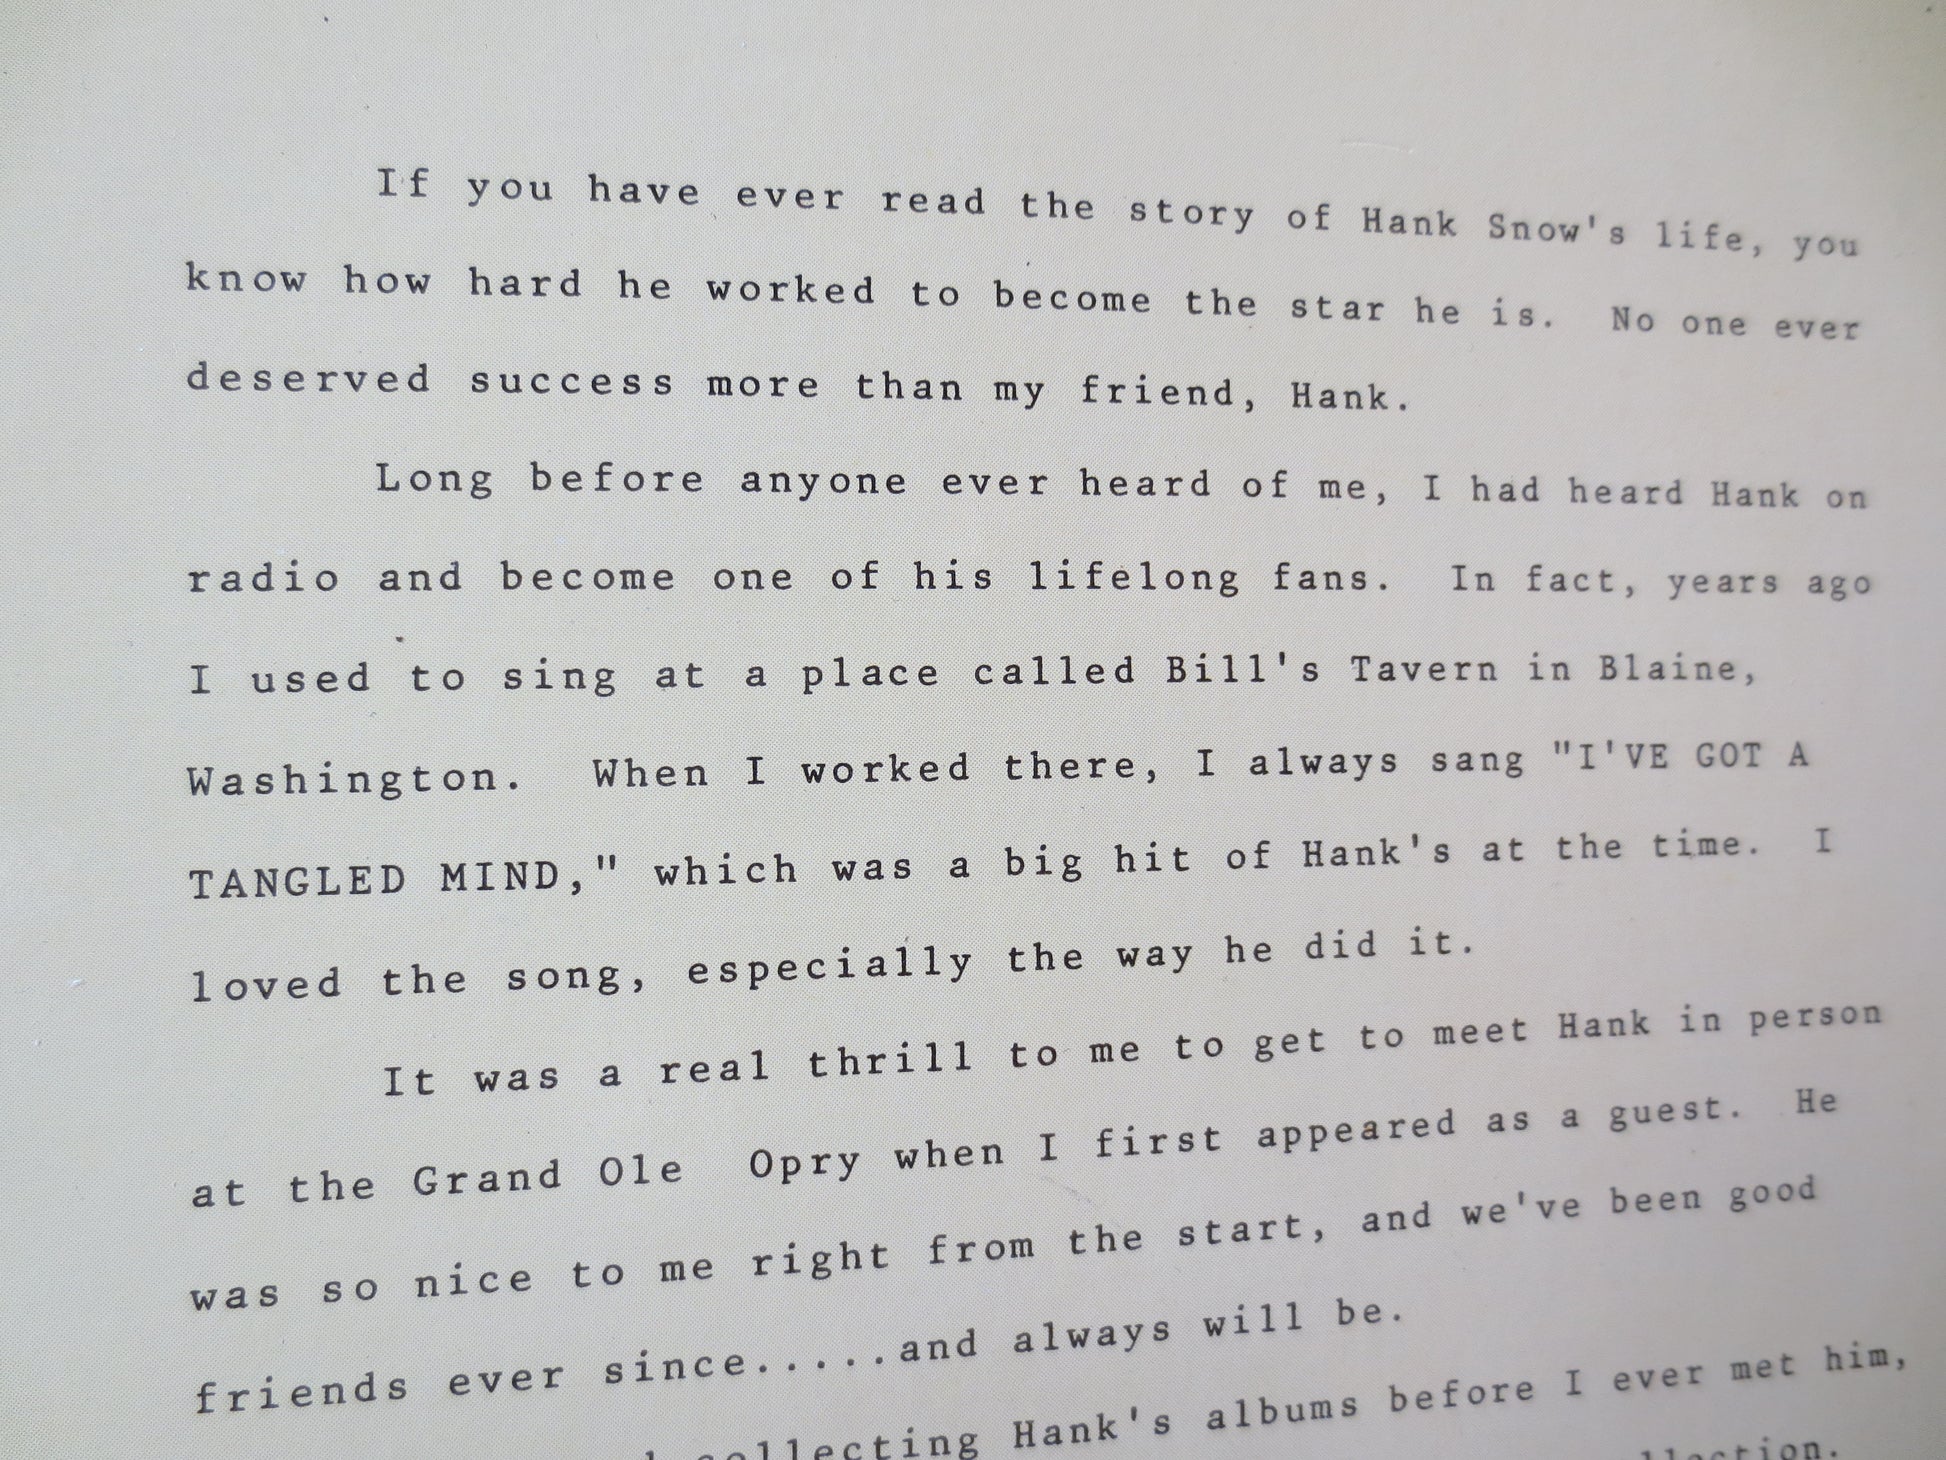 If you have ever read the story of Hank Snow's life, you
know how hard he worked to become the star he is. No one ever
deserved success more than my friend, Hank.
Long before anyone ever heard of me, I had heard Hank on
radio and become one of his lifelong fans. In fact, years ago
I used to sing at a place called Bill's Tavern in Blaine,
Washington. When I worked there, I always sang "I'VE GOT A
TANGLED MIND," which was a big hit of Hank's at the time. I
loved the song, especially the way he did it.
It was a real thrill to me to get to meet Hank in person
at the Grand Ole Opry when I first appeared as a guest. He
was so nice to me right from the start, and we've been good
friends ever since.....and always will be.
collecting Hank's albums before I ever met him,